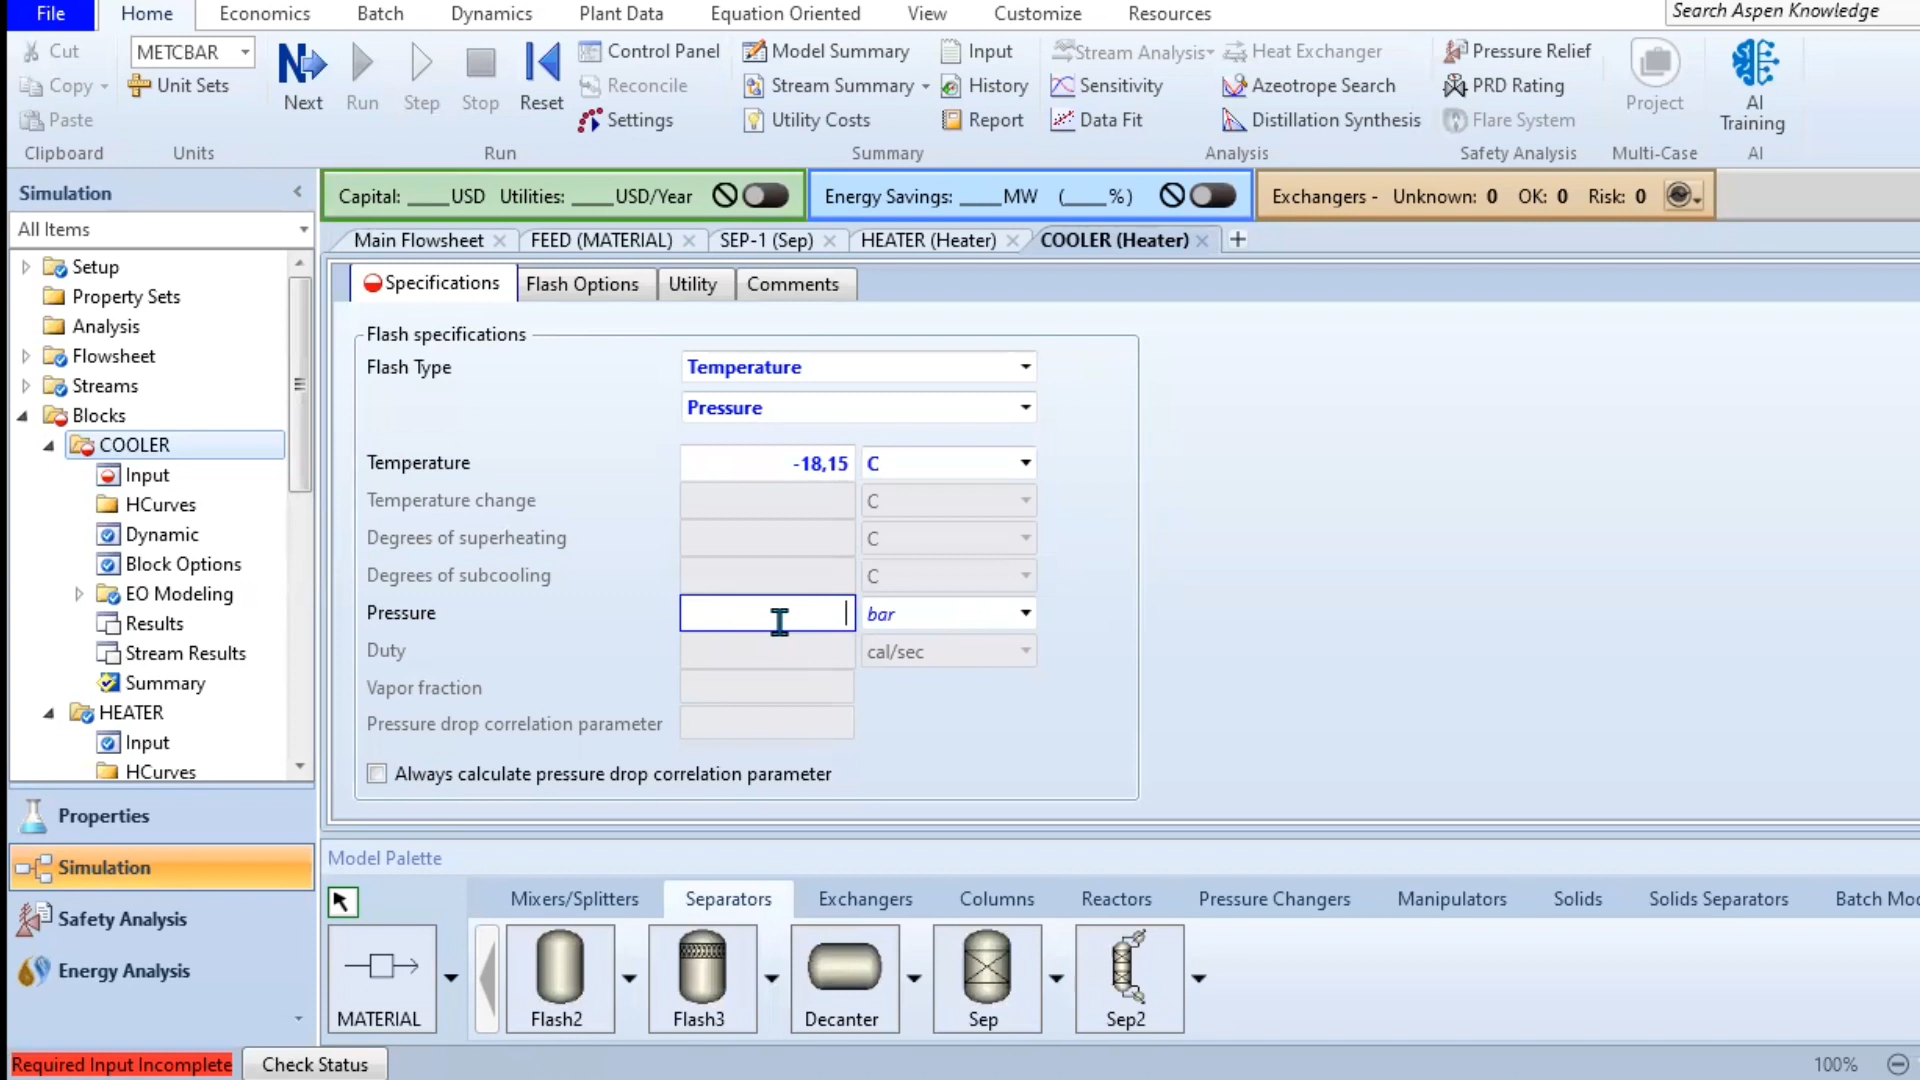 File Home Economics Batch Dynamics Plant Data Equation Oriented View Customize Resources Search Aspen Knowledge
Cut METCBAR Control Panel Model Summary Input Stream Analysis Heat Exchanger Pressure Relief
Copy Unit Sets Next Run Step Stop Reset Reconcile Stream Summary History Sensitivity Azeotrope Search PRD Rating Project AI Training
Paste Settings Utility Costs Report Data Fit Distillation Synthesis Flare System
Clipboard Units Run Summary Analysis Safety Analysis Multi-Case AI
Simulation
Capital: ____USD Utilities: ____USD/Year Energy Savings: ____MW (____%) Exchangers - Unknown: 0 OK: 0 Risk: 0
All Items
Main Flowsheet FEED (MATERIAL) SEP-1 (Sep) HEATER (Heater) COOLER (Heater)
Setup
Property Sets
Analysis
Flowsheet
Streams
Blocks
COOLER
Input
HCurves
Dynamic
Block Options
EO Modeling
Results
Stream Results
Summary
HEATER
Input
HCurves
Specifications Flash Options Utility Comments
Flash specifications
Flash Type Temperature
Pressure
Temperature -18,15 C
Temperature change C
Degrees of superheating C
Degrees of subcooling C
Pressure bar
Duty cal/sec
Vapor fraction
Pressure drop correlation parameter
Always calculate pressure drop correlation parameter
Properties
Simulation
Safety Analysis
Energy Analysis
Model Palette
Mixers/Splitters Separators Exchangers Columns Reactors Pressure Changers Manipulators Solids Solids Separators Batch Mod
MATERIAL Flash2 Flash3 Decanter Sep Sep2
Required Input Incomplete Check Status 100%